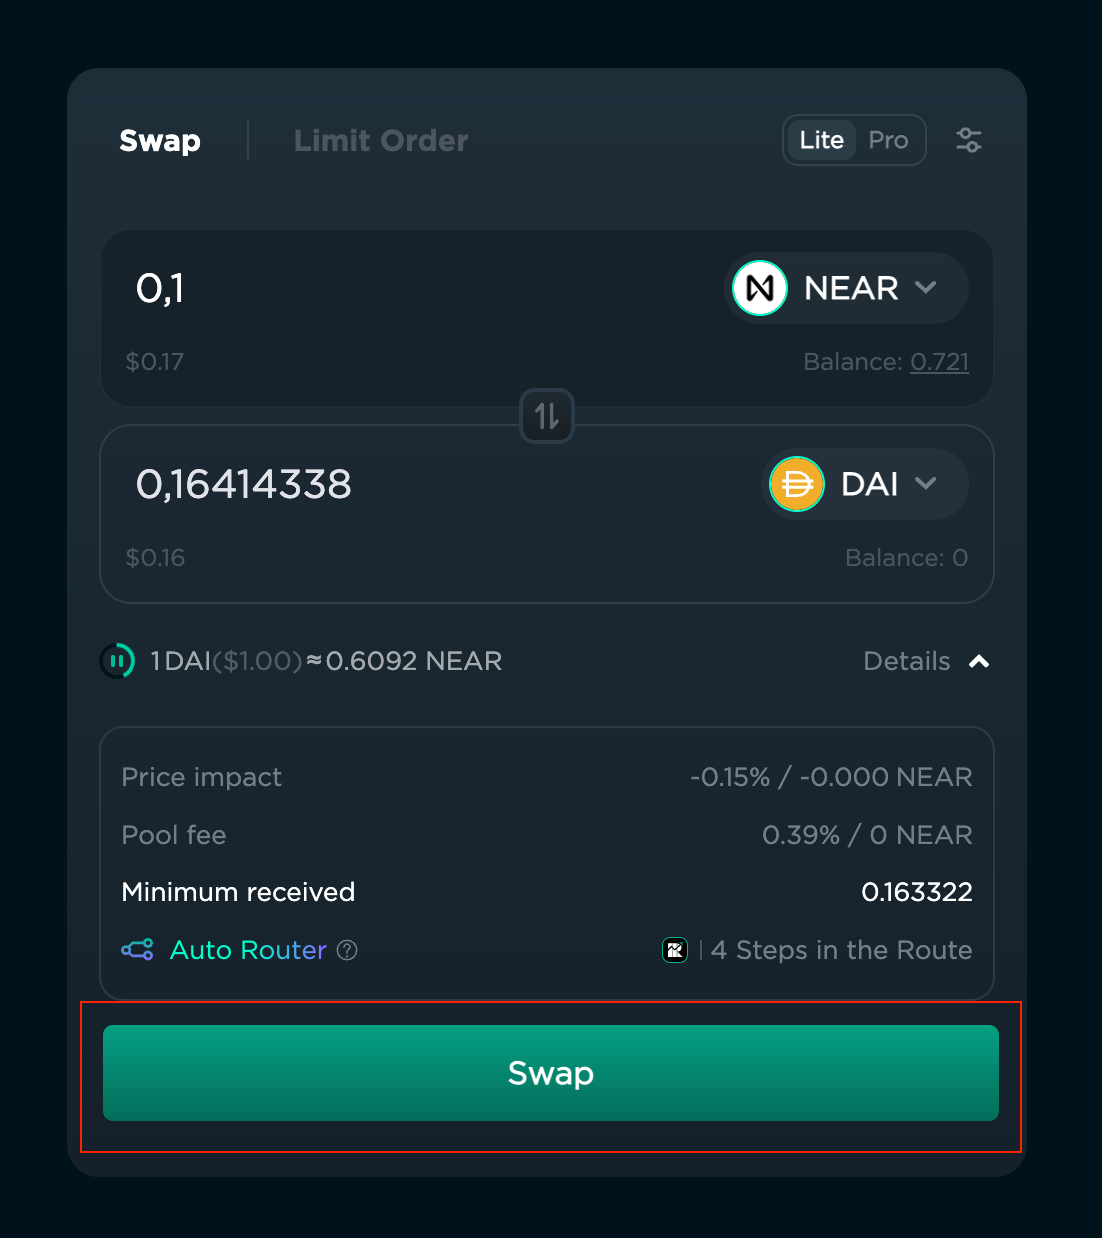 Swap Limit Order Lite Pro
0,1 NEAR
$0.17 Balance: 0.721
0,16414338 DAI
$0.16 Balance: 0
1 DAI($1.00)≈0.6092 NEAR Details
Price impact -0.15% / -0.000 NEAR
Pool fee 0.39% / 0 NEAR
Minimum received 0.163322
Auto Router ? | 4 Steps in the Route
Swap